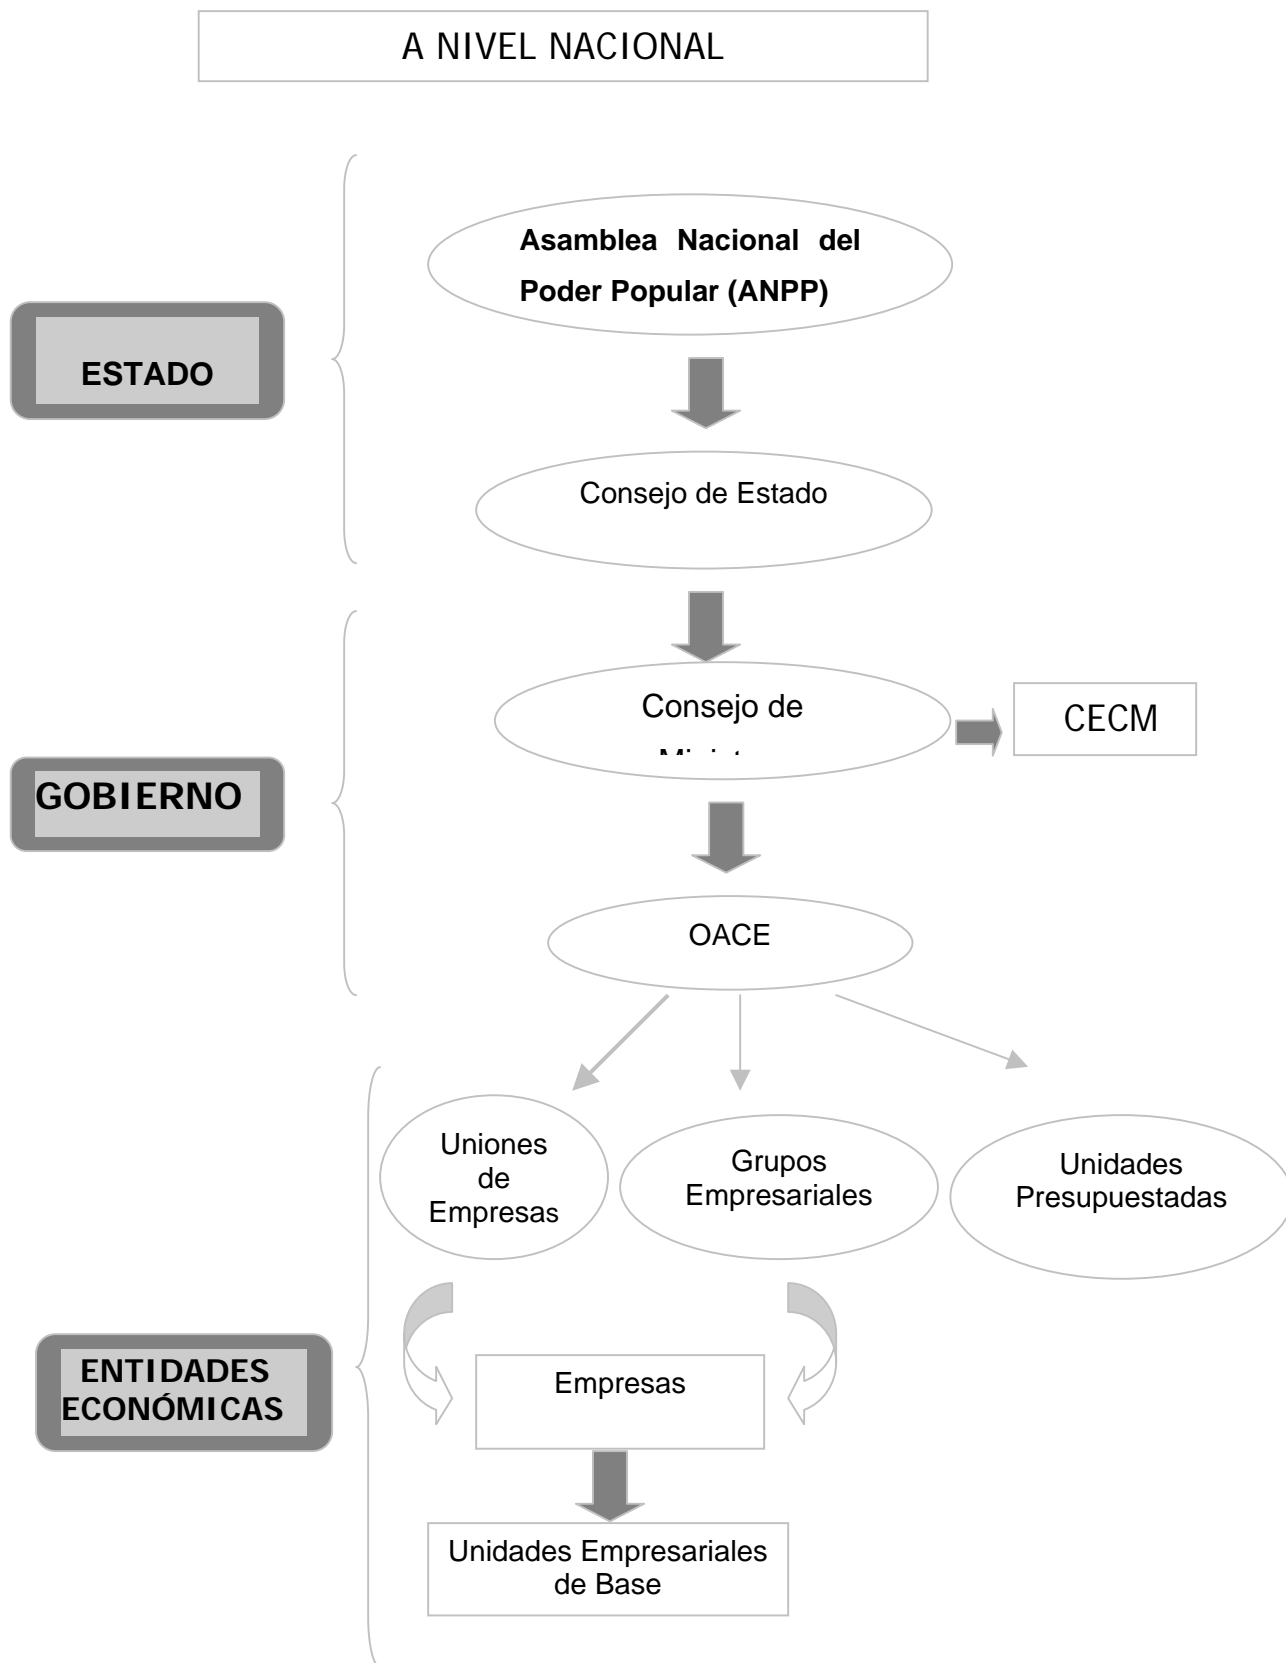 A NIVEL NACIONAL
Asamblea Nacional del
Poder Popular (ANPP)
ESTADO
Consejo de Estado
Consejo de
CECM
GOBIERNO
OACE
Uniones
de
Empresas
Grupos
Empresariales
Unidades
Presupuestadas
ENTIDADES
ECONÓMICAS
Empresas
Unidades Empresariales
de Base